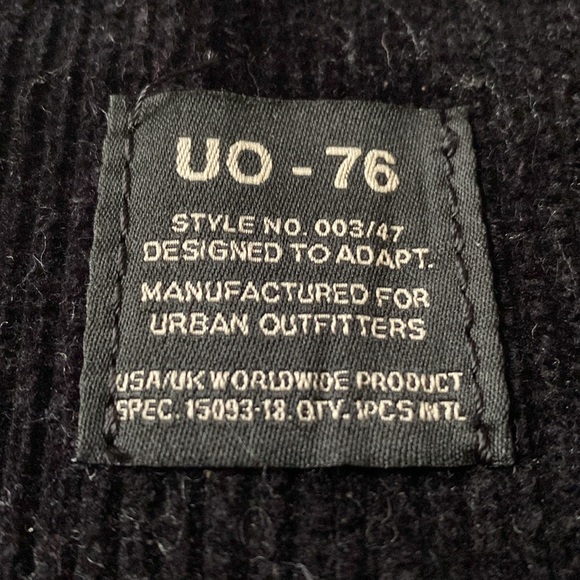 UO - 76
STYLE NO. 003/47
DESIGNED TO ADAPT.
MANUFACTURED FOR
URBAN OUTFITTERS
USA/UK WORLDWIDE PRODUCT
SPEC. 15093-18. QTY. 1PCS INTL